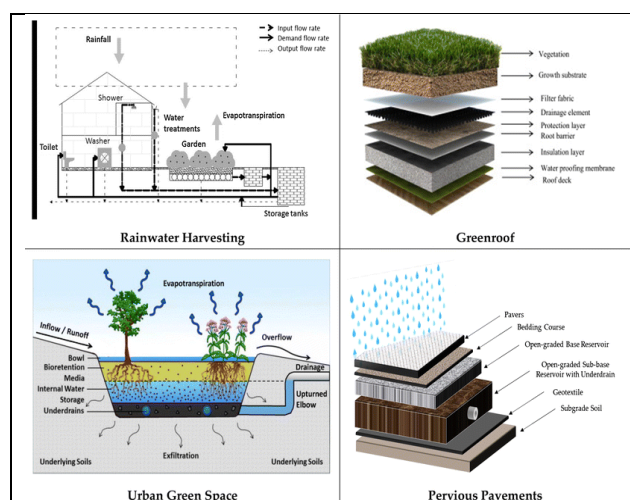 Input flow rate
Demand flow rate
Output flow rate
Rainfall
Shower
Water
treatments
Evapotranspiration
Toilet
Washer
Garden
Storage tanks
Rainwater Harvesting
Vegetation
Growth substrate
Filter fabric
Drainage element
Protection layer
Root barrier
Insulation layer
Water proofing membrane
Roof deck
Greenroof
Evapotranspiration
Inflow / Runoff
Overflow
Bowl
Bioretention
Media
Internal Water
Storage
Underdrains
Drainage
Upturned
Elbow
Exfiltration
Underlying Soils
Underlying Soils
Urban Green Space
Pavers
Bedding Course
Open-graded Base Reservoir
Open-graded Sub-base
Reservoir with Underdrain
Geotextile
Subgrade Soil
Pervious Pavements